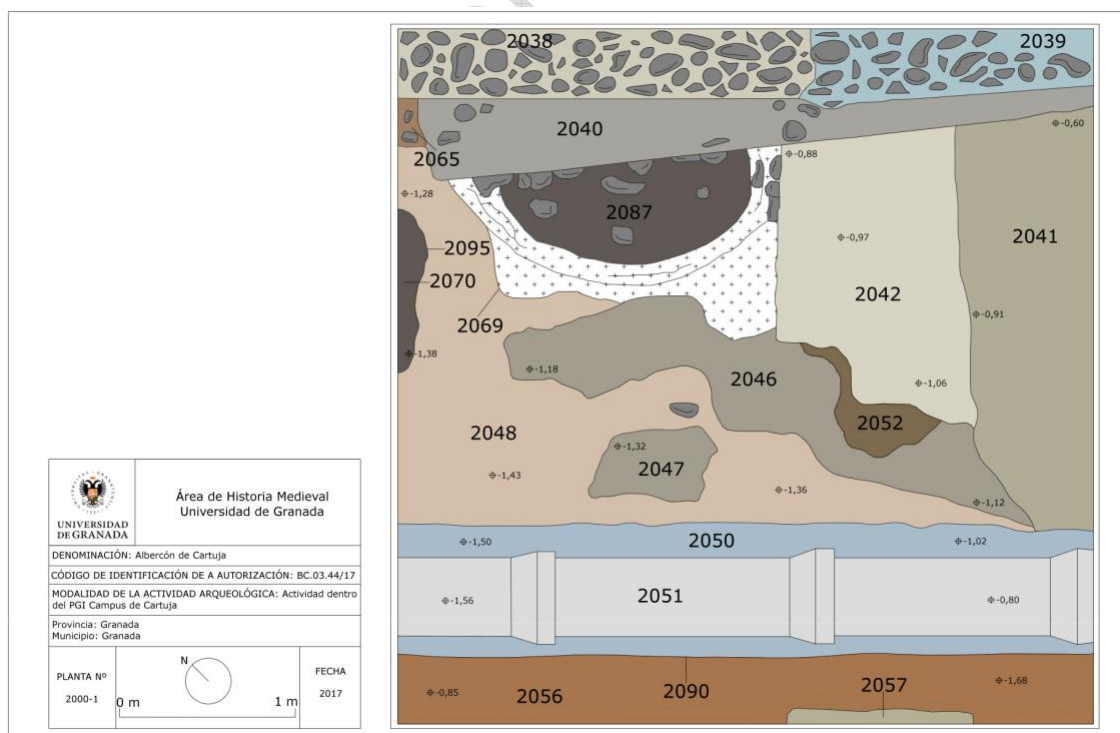 2038
2039
2040
2065
2087
2095
2070
2069
2041
2042
2046
2052
2048
2047
2050
2051
2056
2090
2057
-0,60
-0,88
-1,28
-0,97
-0,91
-1,38
-1,18
-1,06
-1,32
-1,43
-1,36
-1,12
-1,50
-1,02
-1,56
-0,80
-0,85
-1,68
UNIVERSIDAD
DE GRANADA
Área de Historia Medieval
Universidad de Granada
DENOMINACIÓN: Albercón de Cartuja
CÓDIGO DE IDENTIFICACIÓN DE A AUTORIZACIÓN: BC.03.44/17
MODALIDAD DE LA ACTIVIDAD ARQUEOLÓGICA: Actividad dentro
del PGI Campus de Cartuja
Provincia: Granada
Municipio: Granada
PLANTA Nº
2000-1
N
0 m
1 m
FECHA
2017